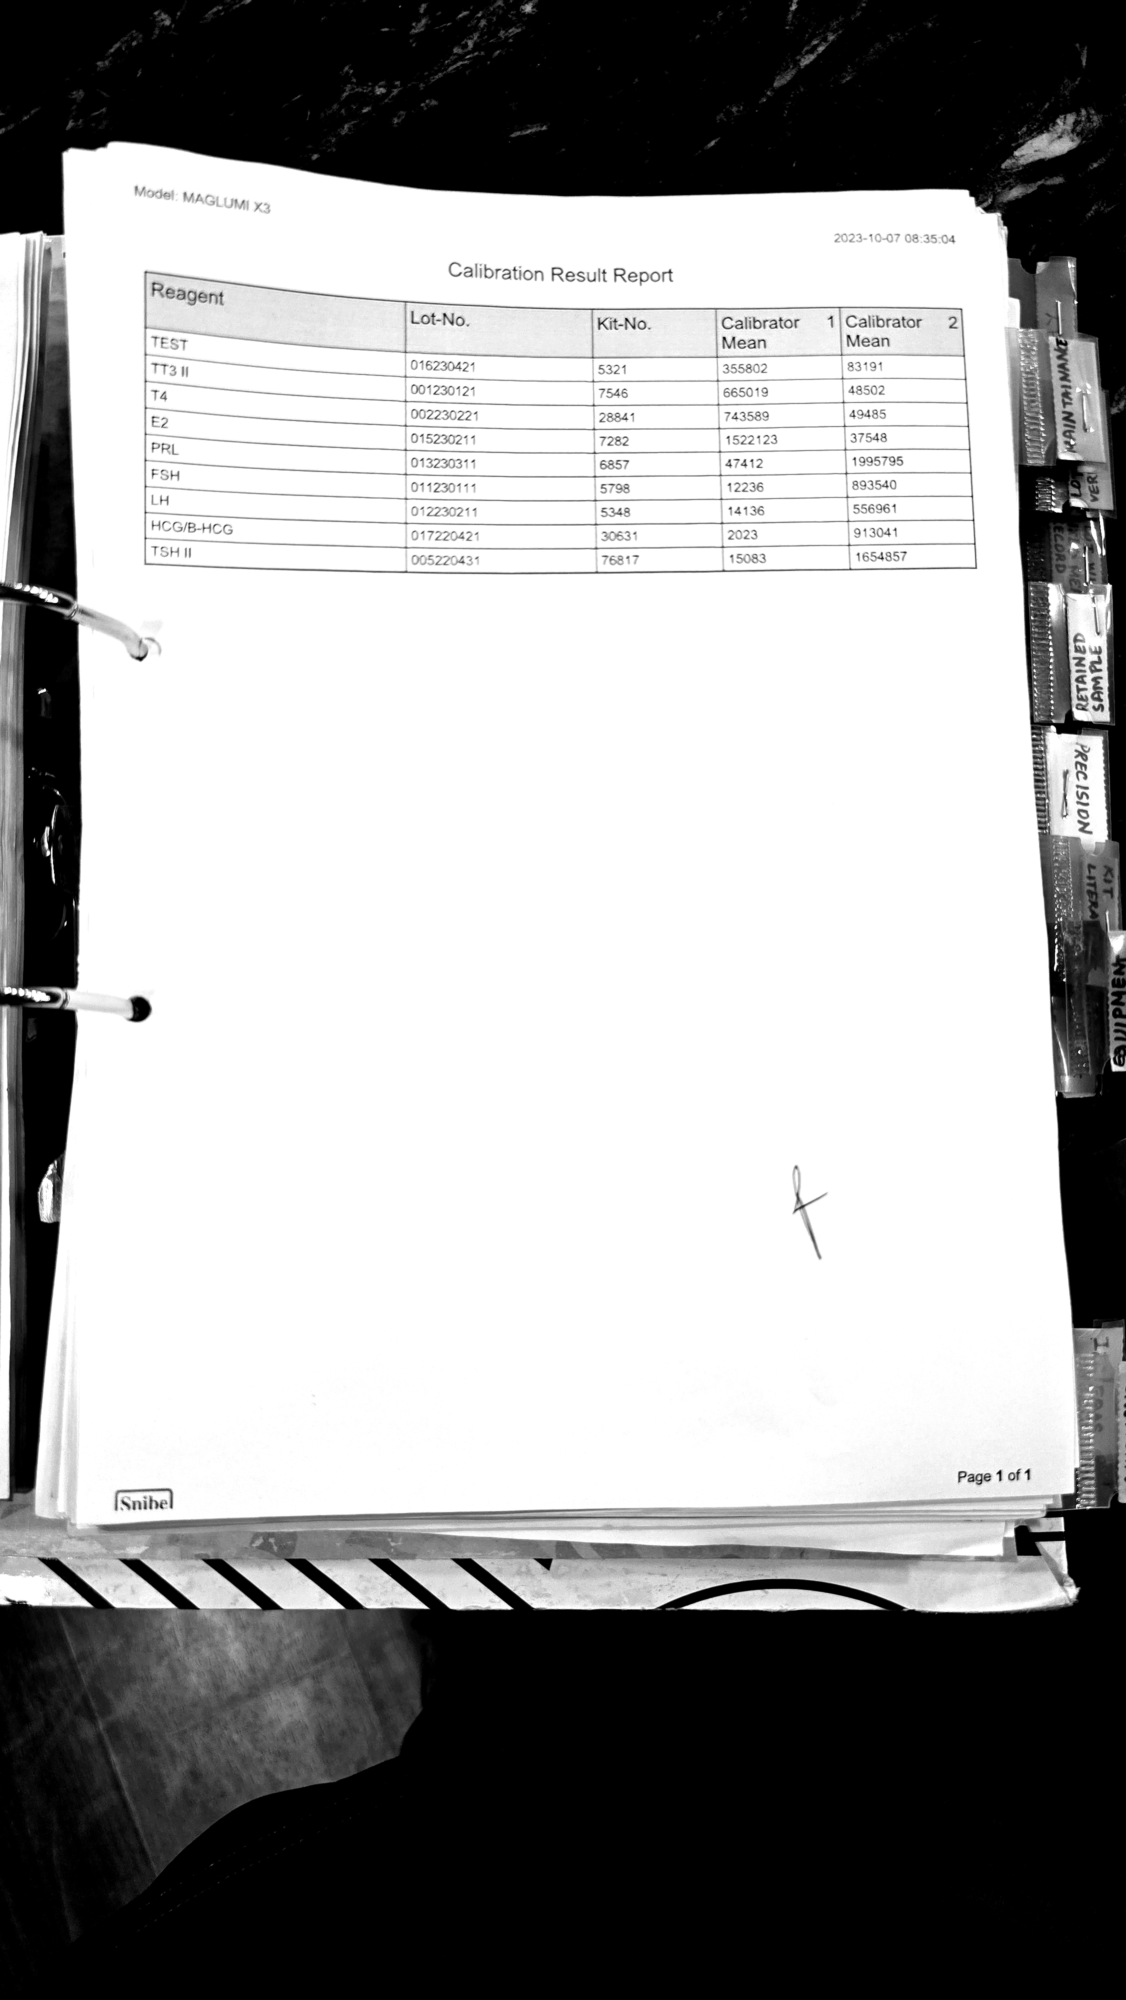 Model: MAGLUMI X3
2023-10-07 08:35:04
Calibration Result Report
Reagent Lot-No. Kit-No. Calibrator 1 Mean Calibrator 2 Mean
TEST 016230421 5321 355802 83191
TT3 II 001230121 7546 665019 48502
T4 002230221 28841 743589 49485
E2 015230211 7282 1522123 37548
PRL 013230311 6857 47412 1995795
FSH 011230111 5798 12236 893540
LH 012230211 5348 14136 556961
HCG/B-HCG 017220421 30631 2023 913041
TSH II 005220431 76817 15083 1654857
MAINTAINANCE
RETAINED
SAMPLE
PRECISION
KIT
Snibe
Page 1 of 1